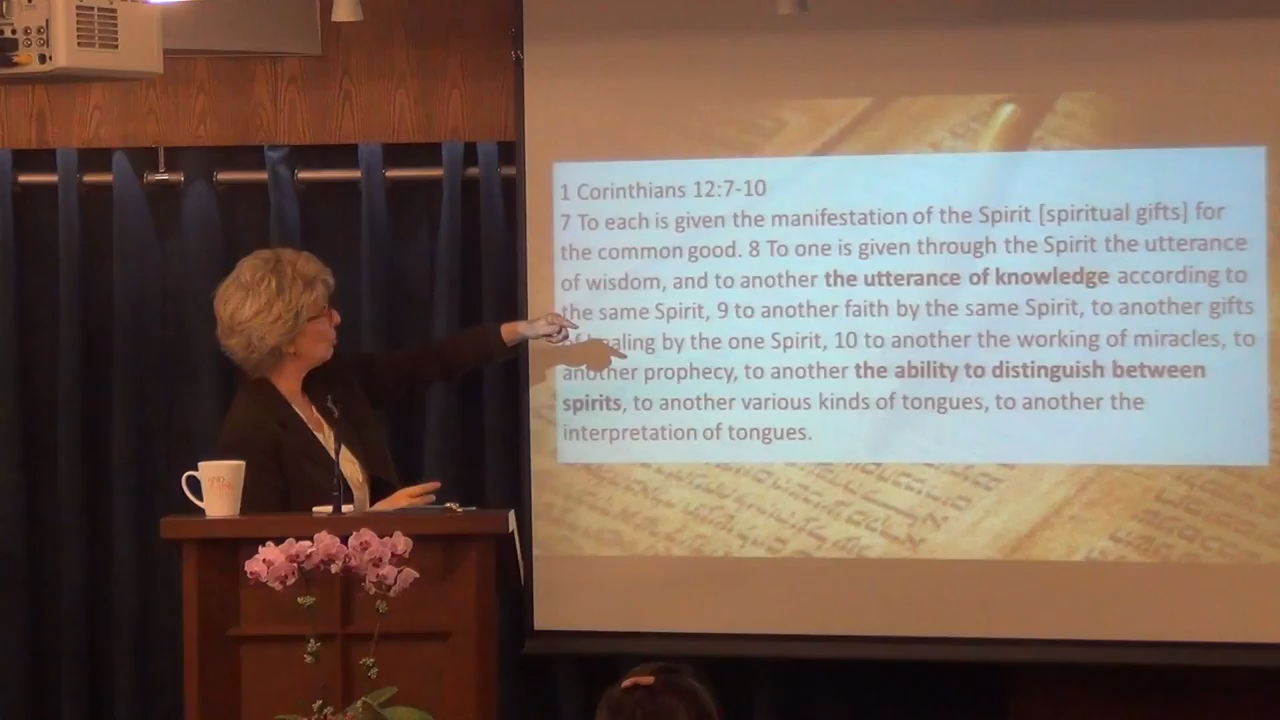 1 Corinthians 12:7-10
7 To each is given the manifestation of the Spirit [spiritual gifts] for
the common good. 8 To one is given through the Spirit the utterance
of wisdom, and to another the utterance of knowledge according to
the same Spirit, 9 to another faith by the same Spirit, to another gifts
of healing by the one Spirit, 10 to another the working of miracles, to
another prophecy, to another the ability to distinguish between
spirits, to another various kinds of tongues, to another the
interpretation of tongues.